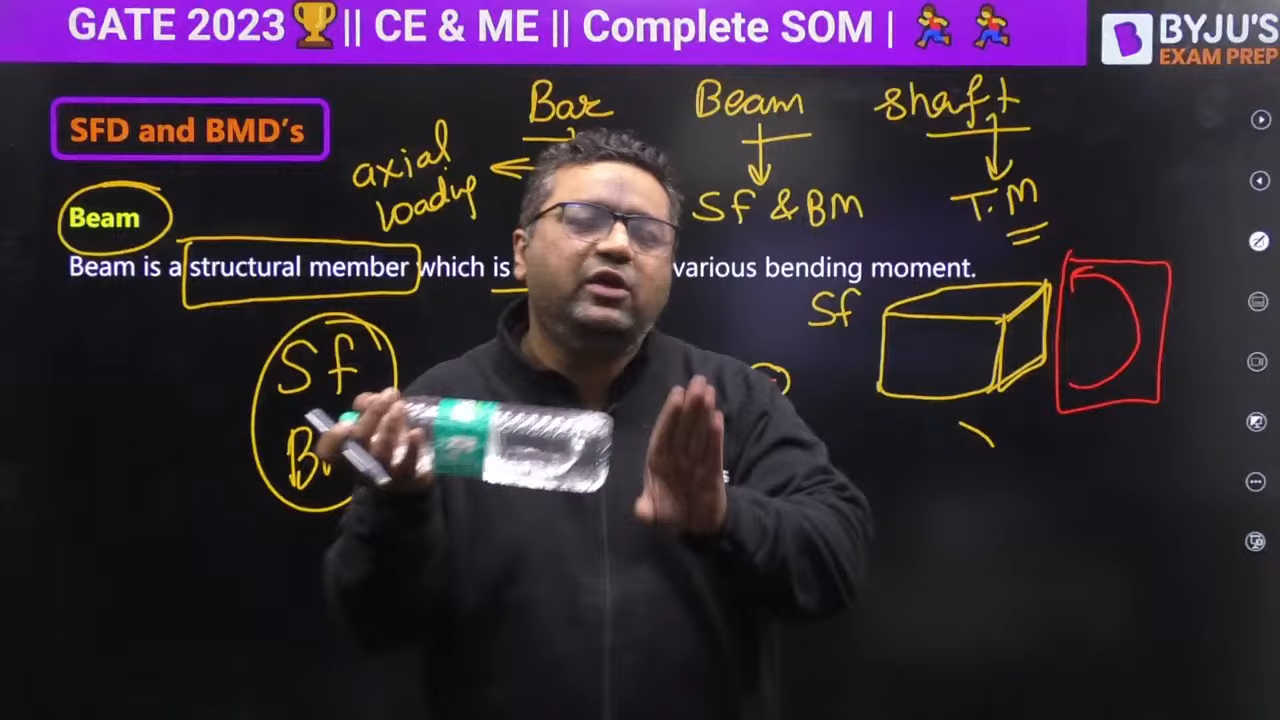 GATE 2023🏆|| CE & ME || Complete SOM | 🏃 🏃
BYJU'S
EXAM PREP
SFD and BMD's
Bar
Beam
shaft
axial
loading
Sf & BM
T.M
Beam
Beam is a structural member which is various bending moment.
Sf
Sf